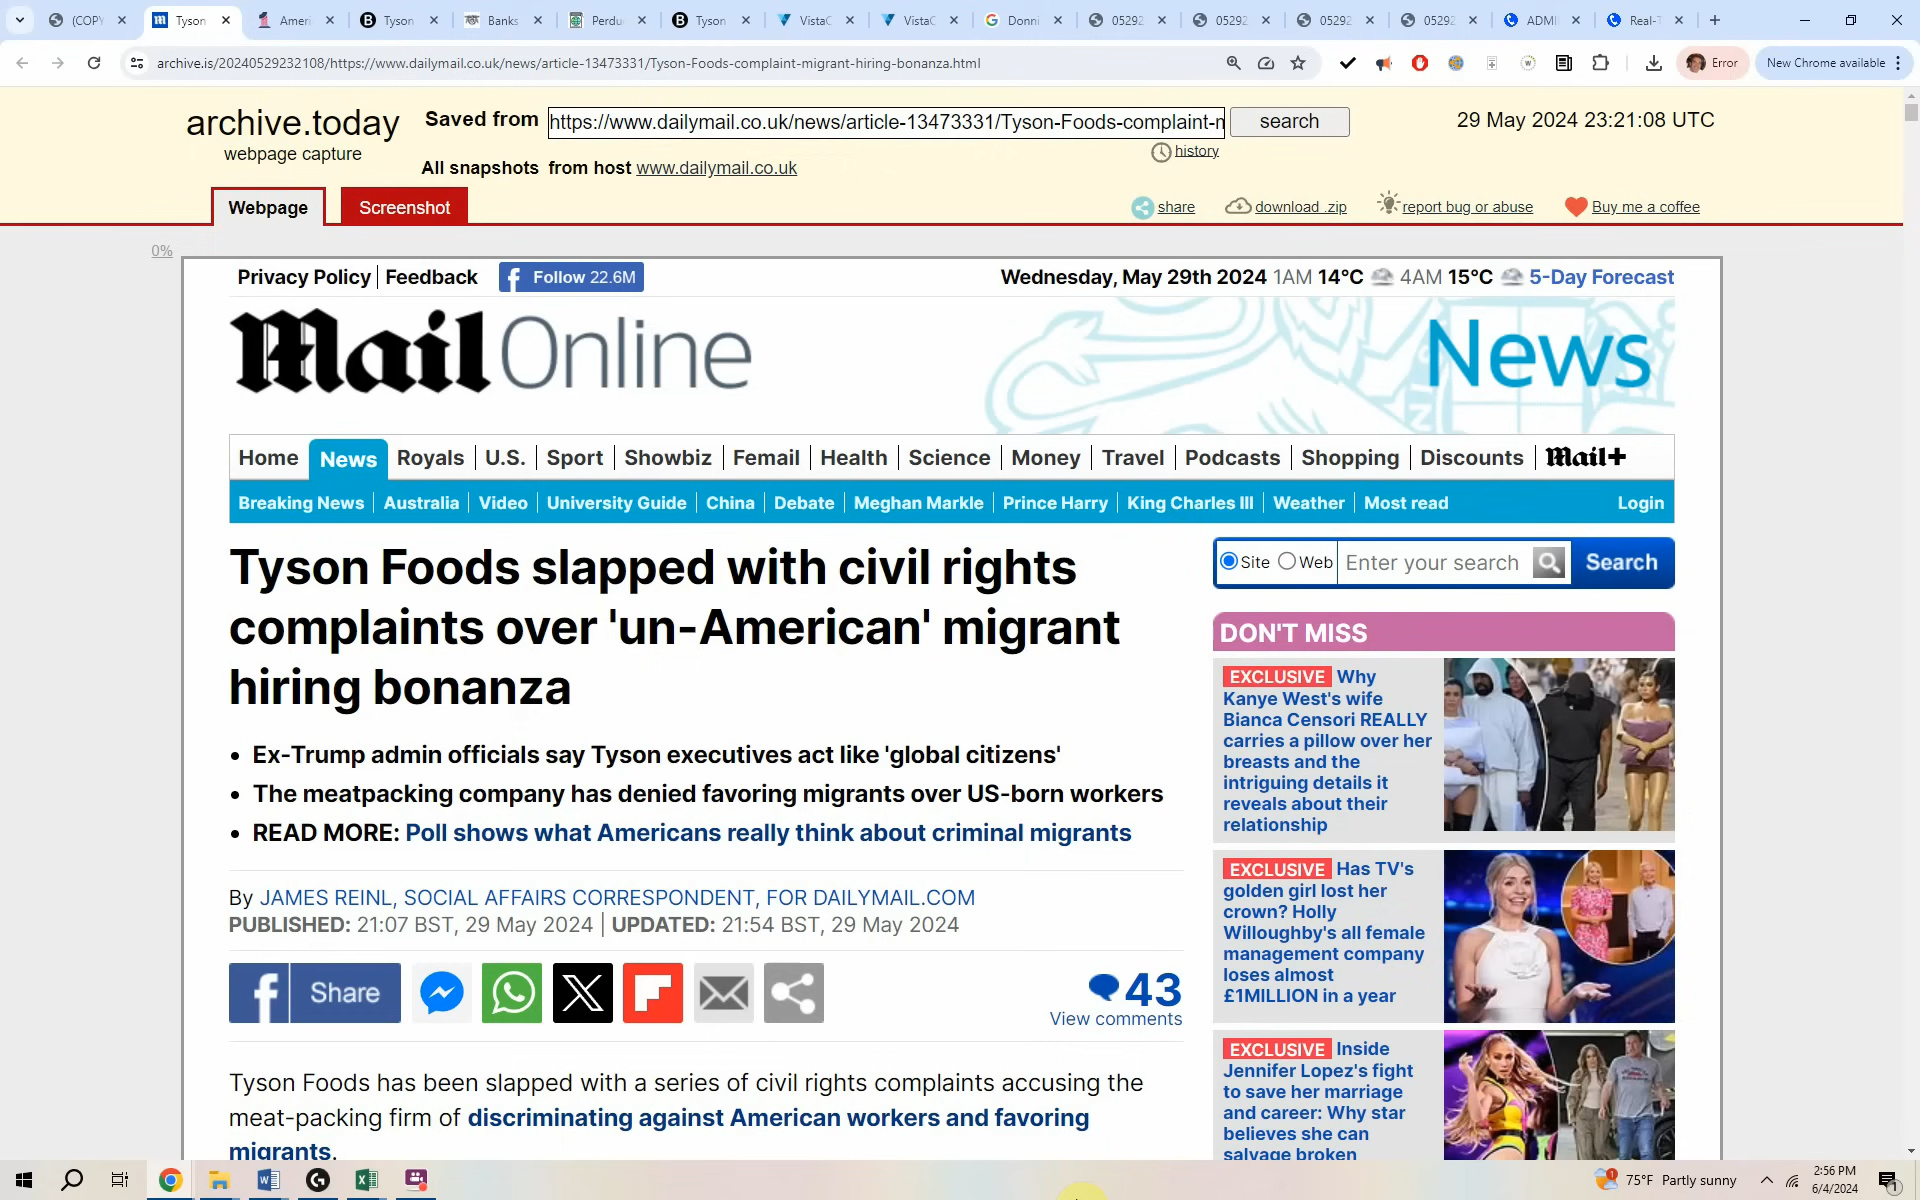 (COPY
Tyson
Ameri
Tyson
Banks
Perdu
Tyson
VistaC
VistaC
Donni
05292
05292
05292
05292
ADMI
Real-T
archive.is/20240529232108/https://www.dailymail.co.uk/news/article-13473331/Tyson-Foods-complaint-migrant-hiring-bonanza.html
Error
New Chrome available
archive.today
webpage capture
Saved from
https://www.dailymail.co.uk/news/article-13473331/Tyson-Foods-complaint-m
search
29 May 2024 23:21:08 UTC
history
All snapshots from host www.dailymail.co.uk
Webpage
Screenshot
share
download .zip
report bug or abuse
Buy me a coffee
0%
Privacy Policy
Feedback
Follow 22.6M
Wednesday, May 29th 2024 1AM 14°C 4AM 15°C 5-Day Forecast
Mail Online
News
Home
News
Royals
U.S.
Sport
Showbiz
Femail
Health
Science
Money
Travel
Podcasts
Shopping
Discounts
Mail+
Breaking News
Australia
Video
University Guide
China
Debate
Meghan Markle
Prince Harry
King Charles III
Weather
Most read
Login
Tyson Foods slapped with civil rights
complaints over 'un-American' migrant
hiring bonanza
• Ex-Trump admin officials say Tyson executives act like 'global citizens'
• The meatpacking company has denied favoring migrants over US-born workers
• READ MORE: Poll shows what Americans really think about criminal migrants
By JAMES REINL, SOCIAL AFFAIRS CORRESPONDENT, FOR DAILYMAIL.COM
PUBLISHED: 21:07 BST, 29 May 2024 | UPDATED: 21:54 BST, 29 May 2024
Share
43
View comments
Tyson Foods has been slapped with a series of civil rights complaints accusing the
meat-packing firm of discriminating against American workers and favoring
migrants.
Site
Web
Enter your search
Search
DON'T MISS
EXCLUSIVE Why
Kanye West's wife
Bianca Censori REALLY
carries a pillow over her
breasts and the
intriguing details it
reveals about their
relationship
EXCLUSIVE Has TV's
golden girl lost her
crown? Holly
Willoughby's all female
management company
loses almost
£1MILLION in a year
EXCLUSIVE Inside
Jennifer Lopez's fight
to save her marriage
and career: Why star
believes she can
salvage broken
75°F Partly sunny
2:56 PM
6/4/2024